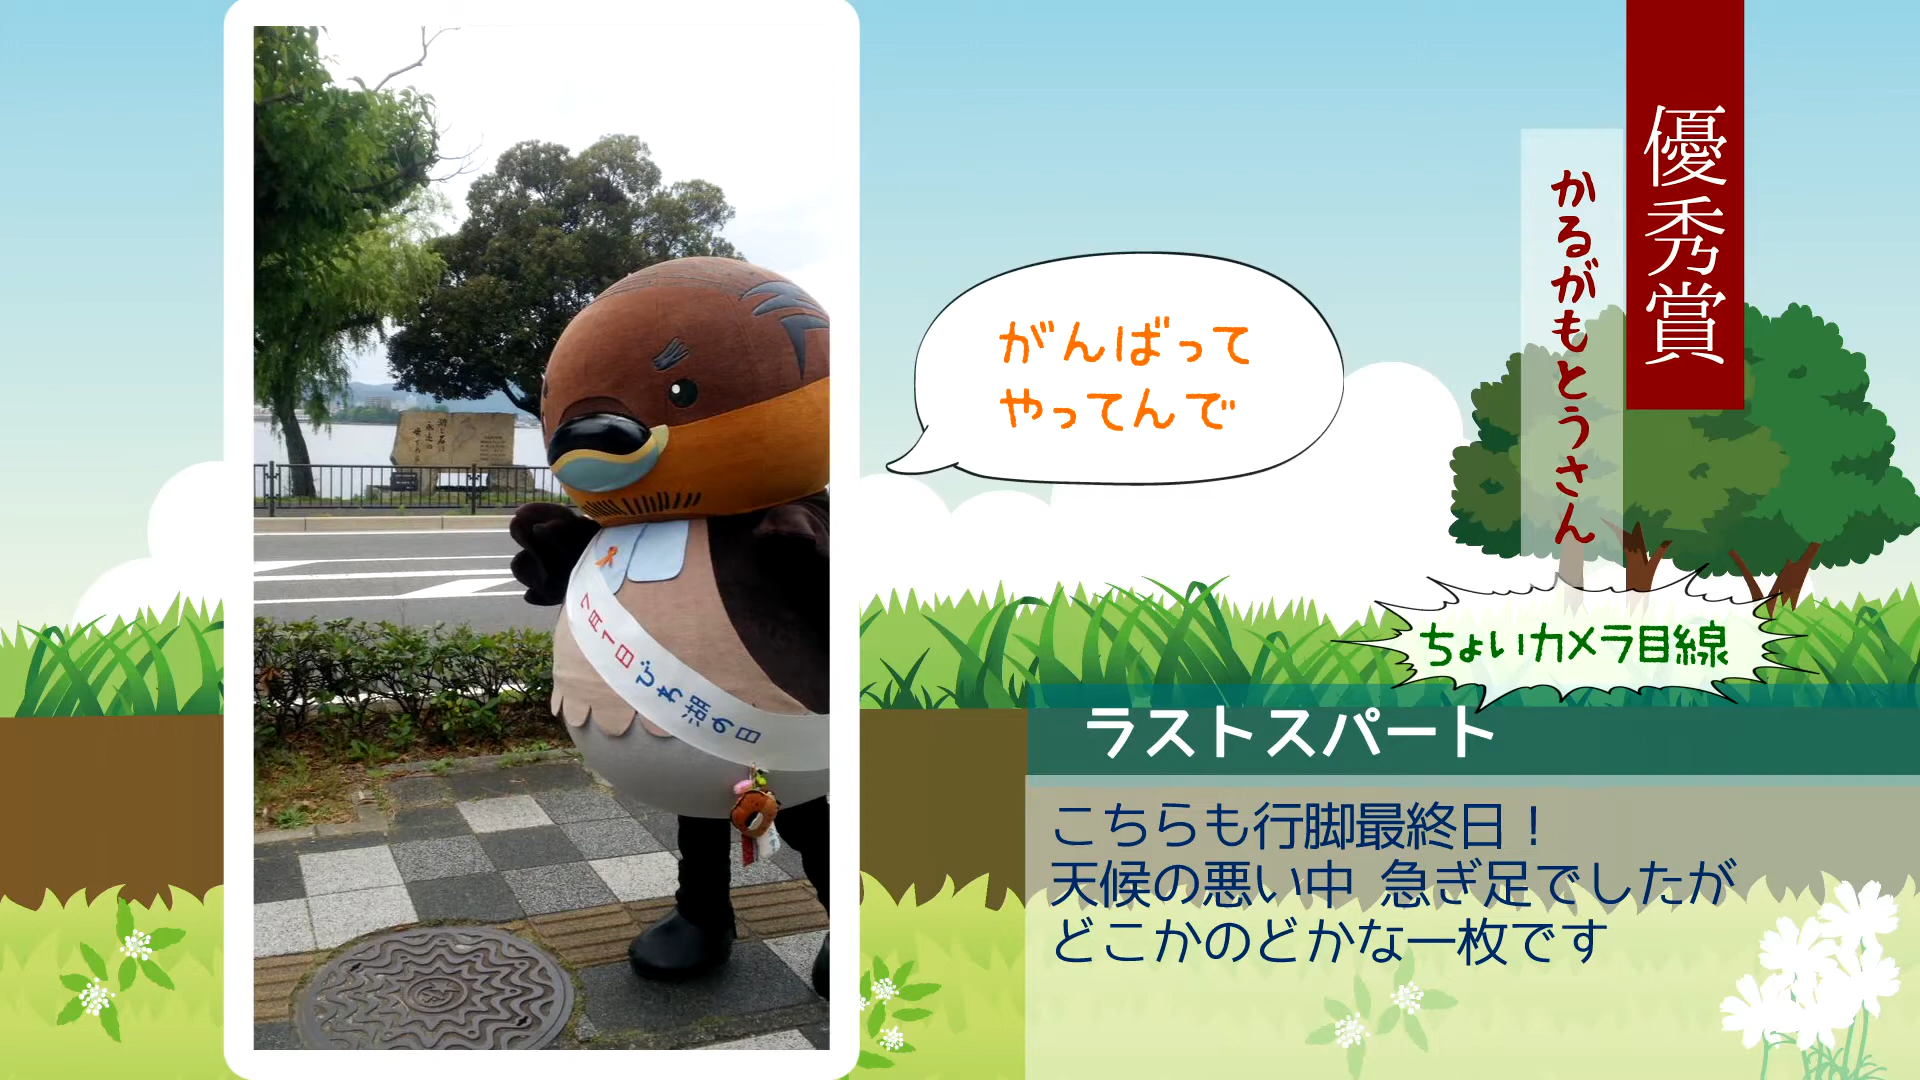 優秀賞
かるがもとうさん
がんばって
やってんで
ちょいカメラ目線
ラストスパート
こちらも行脚最終日！
天候の悪い中 急ぎ足でしたが
どこかのどかな一枚です
7月1日びわ湖の日